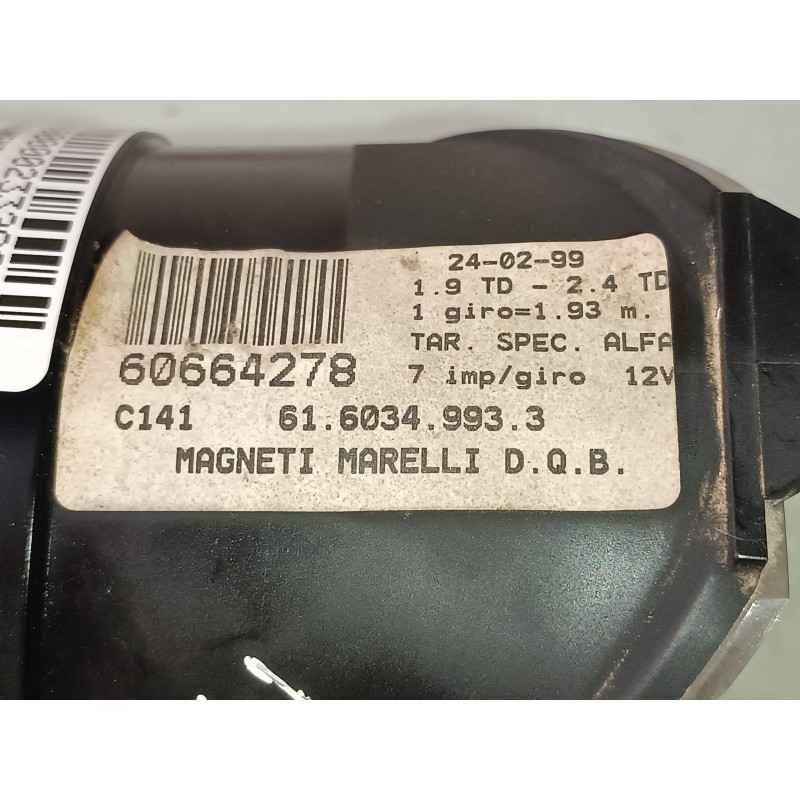 24-02-99
1.9 TD - 2.4 TD
1 giro=1.93 m.
TAR. SPEC. ALFA
60664278
7 imp/giro 12V
C141 61.6034.993.3
MAGNETI MARELLI D.Q.B.